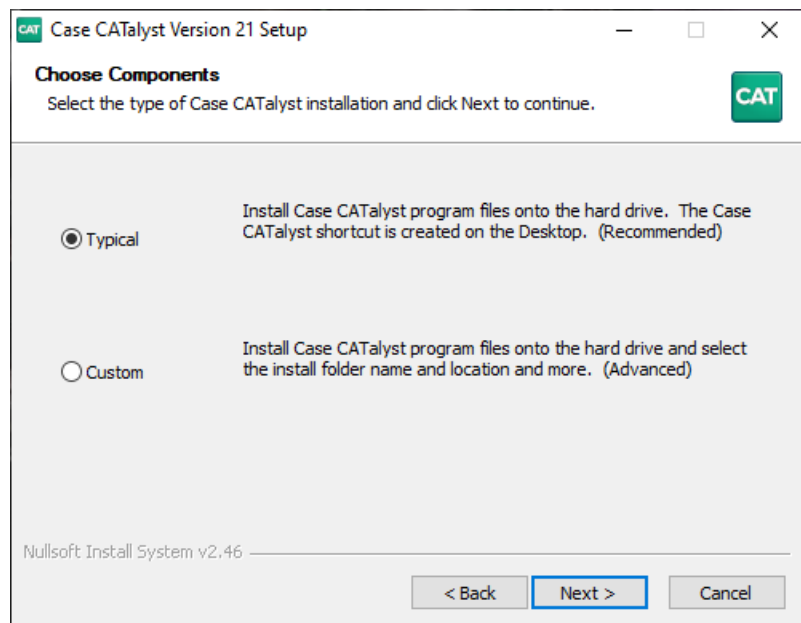 CAT Case CATalyst Version 21 Setup
Choose Components
Select the type of Case CATalyst installation and click Next to continue.
CAT
Typical
Install Case CATalyst program files onto the hard drive.  The Case
CATalyst shortcut is created on the Desktop.  (Recommended)
Custom
Install Case CATalyst program files onto the hard drive and select
the install folder name and location and more.  (Advanced)
Nullsoft Install System v2.46
< Back Next > Cancel